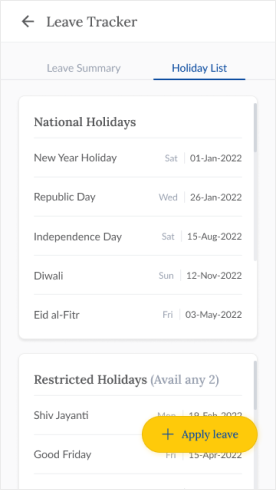 Leave Tracker
Leave Summary Holiday List
National Holidays
New Year Holiday Sat 01-Jan-2022
Republic Day Wed 26-Jan-2022
Independence Day Sat 15-Aug-2022
Diwali Sun 12-Nov-2022
Eid al-Fitr Fri 03-May-2022
Restricted Holidays (Avail any 2)
Shiv Jayanti Mon 19-Feb-2022
Apply leave
Good Friday Fri 15-Apr-2022